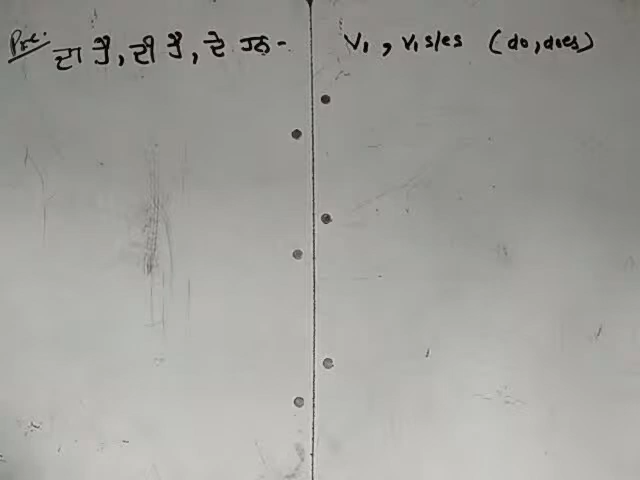 Pre. ਦਾ ਹੈ, ਦੀ ਹੈ, ਦੇ ਹਨ- V₁, V₁ s/es (do, does)